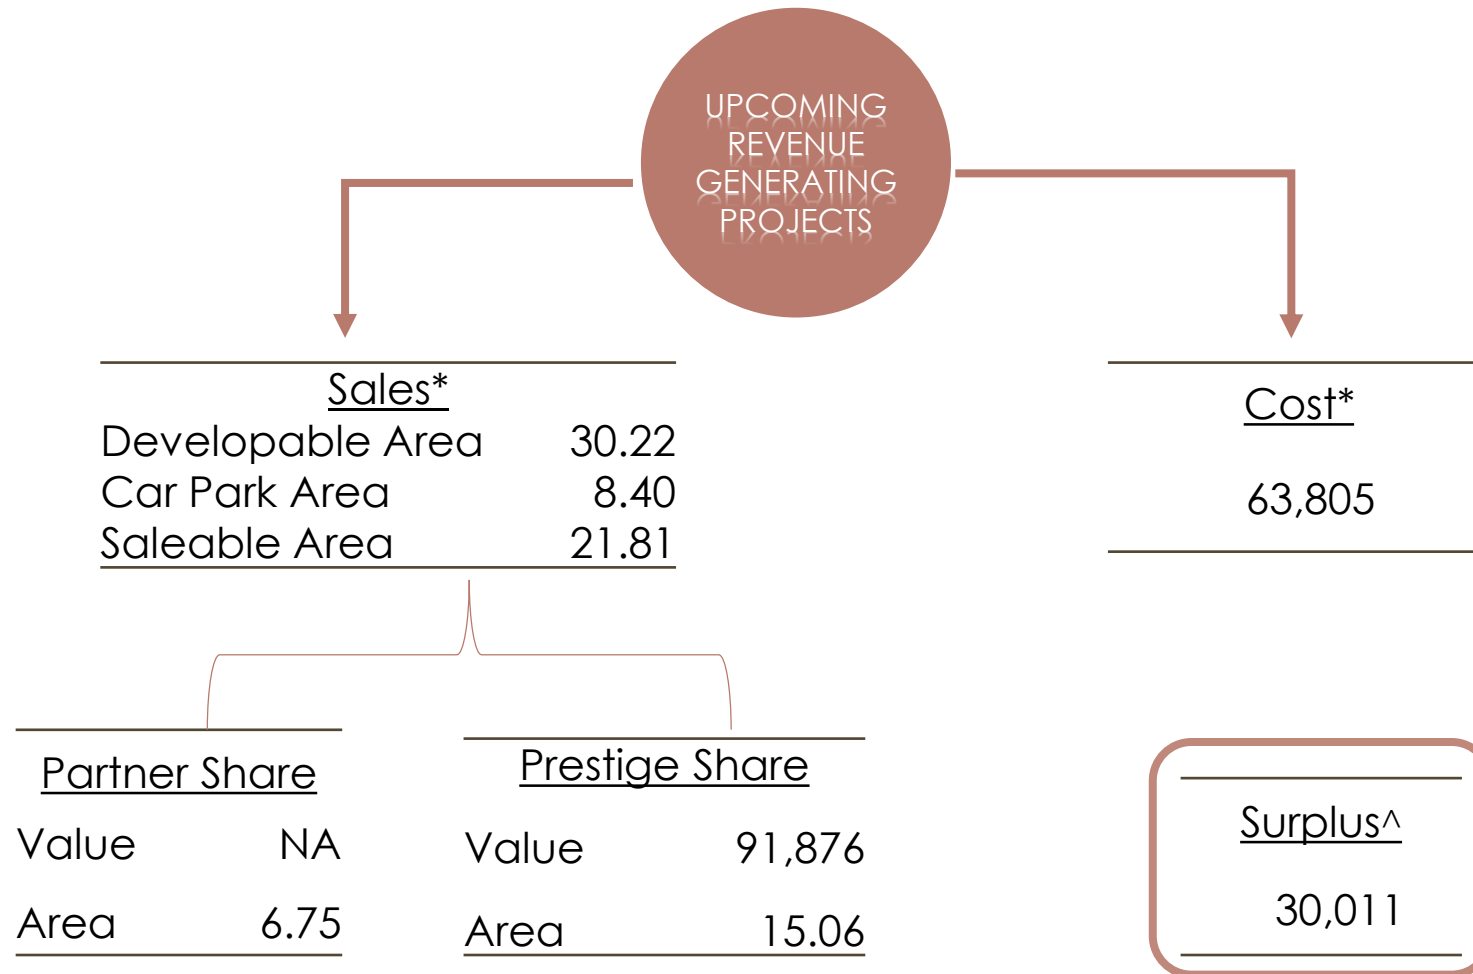 UPCOMING
REVENUE
GENERATING
PROJECTS
Sales*
Developable Area 30.22
Car Park Area 8.40
Saleable Area 21.81
Cost*
63,805
Partner Share
Value NA
Area 6.75
Prestige Share
Value 91,876
Area 15.06
Surplus^
30,011